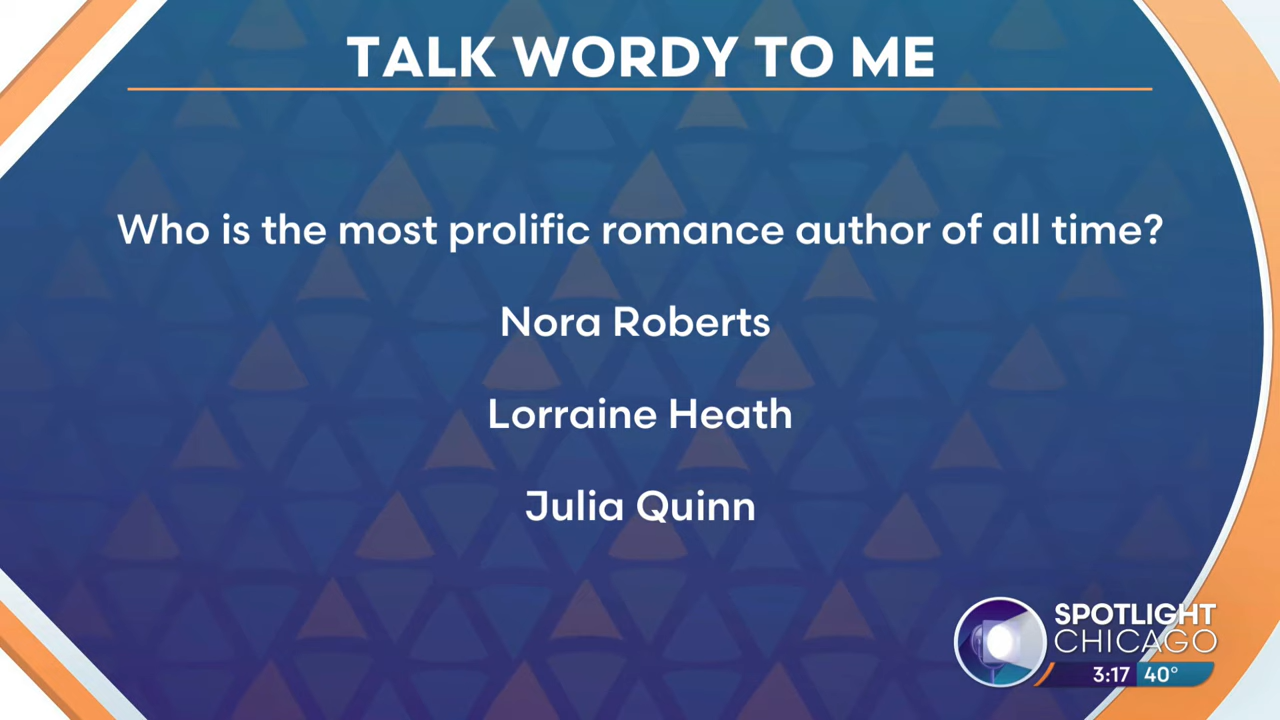 TALK WORDY TO ME
Who is the most prolific romance author of all time?
Nora Roberts
Lorraine Heath
Julia Quinn
SPOTLIGHT
CHICAGO
3:17 40°